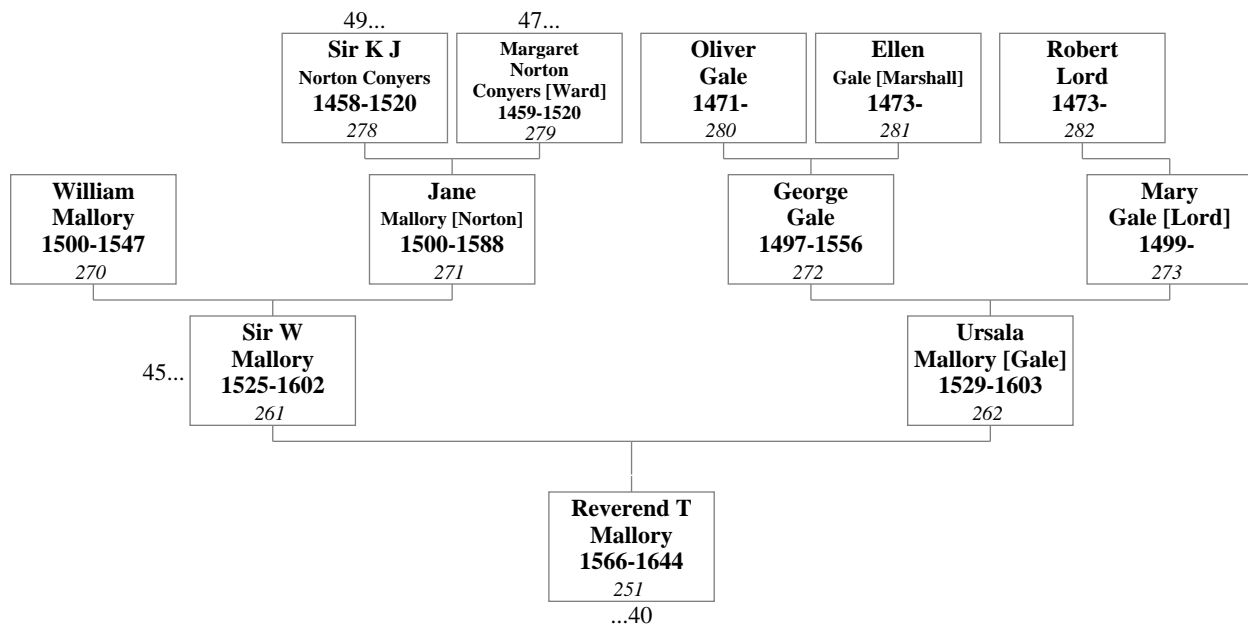 49...
47...
Sir K J
Norton Conyers
1458-1520
278
Margaret
Norton
Conyers [Ward]
1459-1520
279
Oliver
Gale
1471-
280
Ellen
Gale [Marshall]
1473-
281
Robert
Lord
1473-
282
William
Mallory
1500-1547
270
Jane
Mallory [Norton]
1500-1588
271
George
Gale
1497-1556
272
Mary
Gale [Lord]
1499-
273
45...
Sir W
Mallory
1525-1602
261
Ursala
Mallory [Gale]
1529-1603
262
Reverend T
Mallory
1566-1644
251
...40